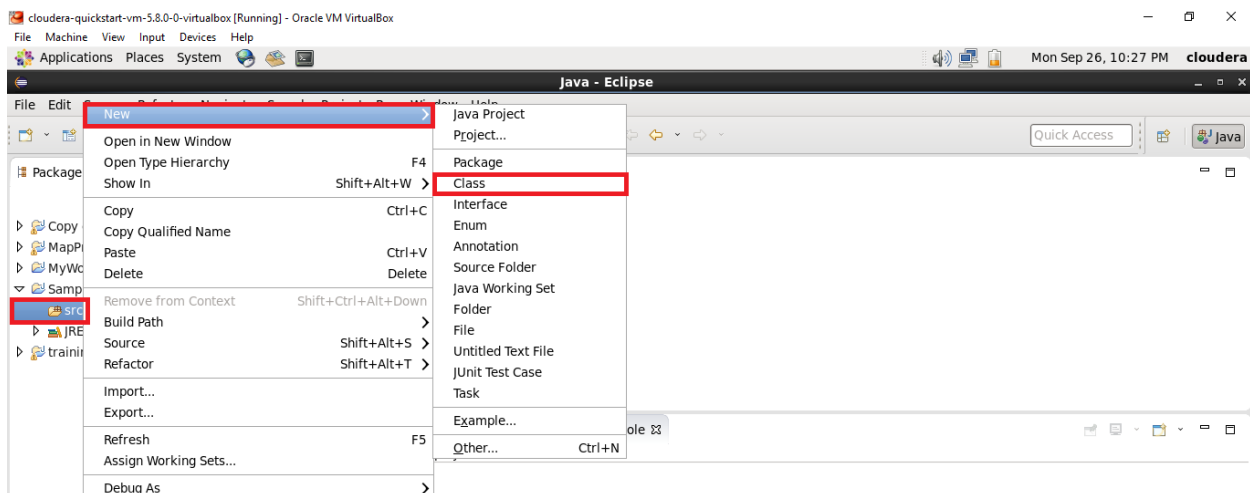 cloudera-quickstart-vm-5.8.0-0-virtualbox [Running] - Oracle VM VirtualBox
File Machine View Input Devices Help
Applications Places System Mon Sep 26, 10:27 PM cloudera
Java - Eclipse
File Edit
Quick Access Java
Package
Copy
MapP
MyWo
Samp
src
JRE
trainin
New
Open in New Window
Open Type Hierarchy F4
Show In Shift+Alt+W
Copy Ctrl+C
Copy Qualified Name
Paste Ctrl+V
Delete Delete
Remove from Context Shift+Ctrl+Alt+Down
Build Path
Source Shift+Alt+S
Refactor Shift+Alt+T
Import...
Export...
Refresh F5
Assign Working Sets...
Debug As
Java Project
Project...
Package
Class
Interface
Enum
Annotation
Source Folder
Java Working Set
Folder
File
Untitled Text File
JUnit Test Case
Task
Example...
Other... Ctrl+N
ole